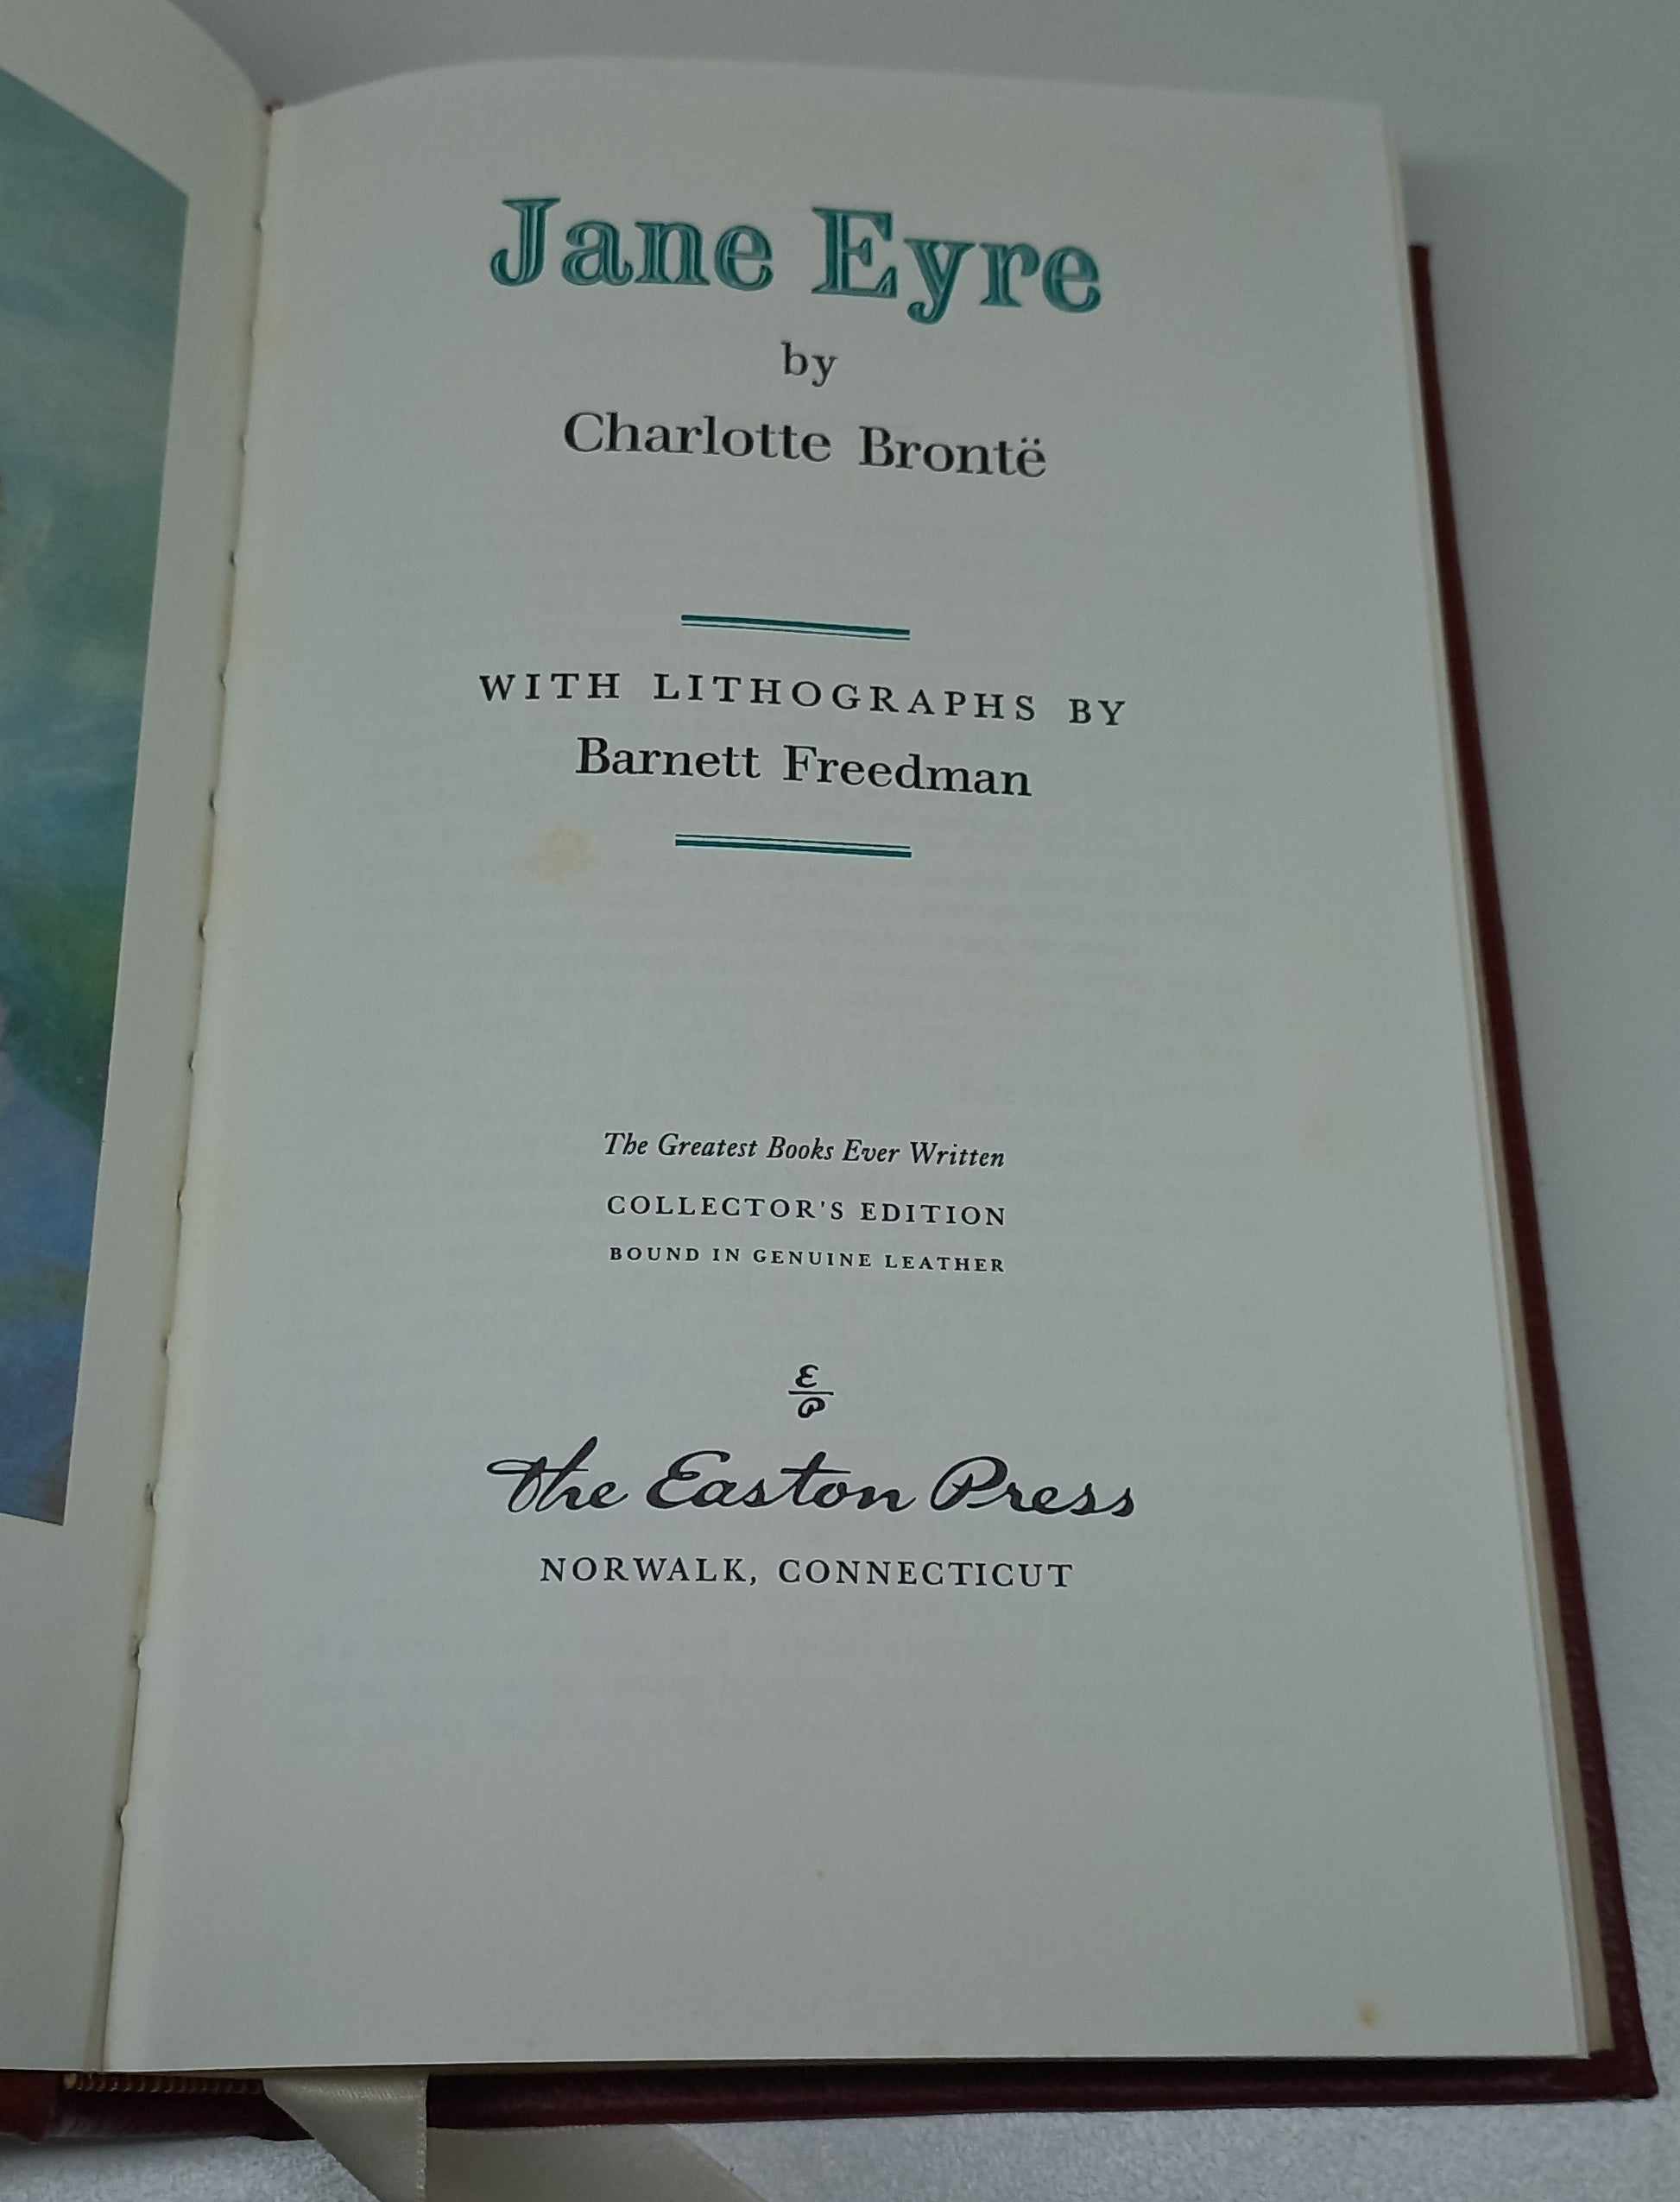 Jane Eyre
by
Charlotte Brontë
WITH LITHOGRAPHS BY
Barnett Freedman
The Greatest Books Ever Written
COLLECTOR'S EDITION
BOUND IN GENUINE LEATHER
E
P
The Easton Press
NORWALK, CONNECTICUT